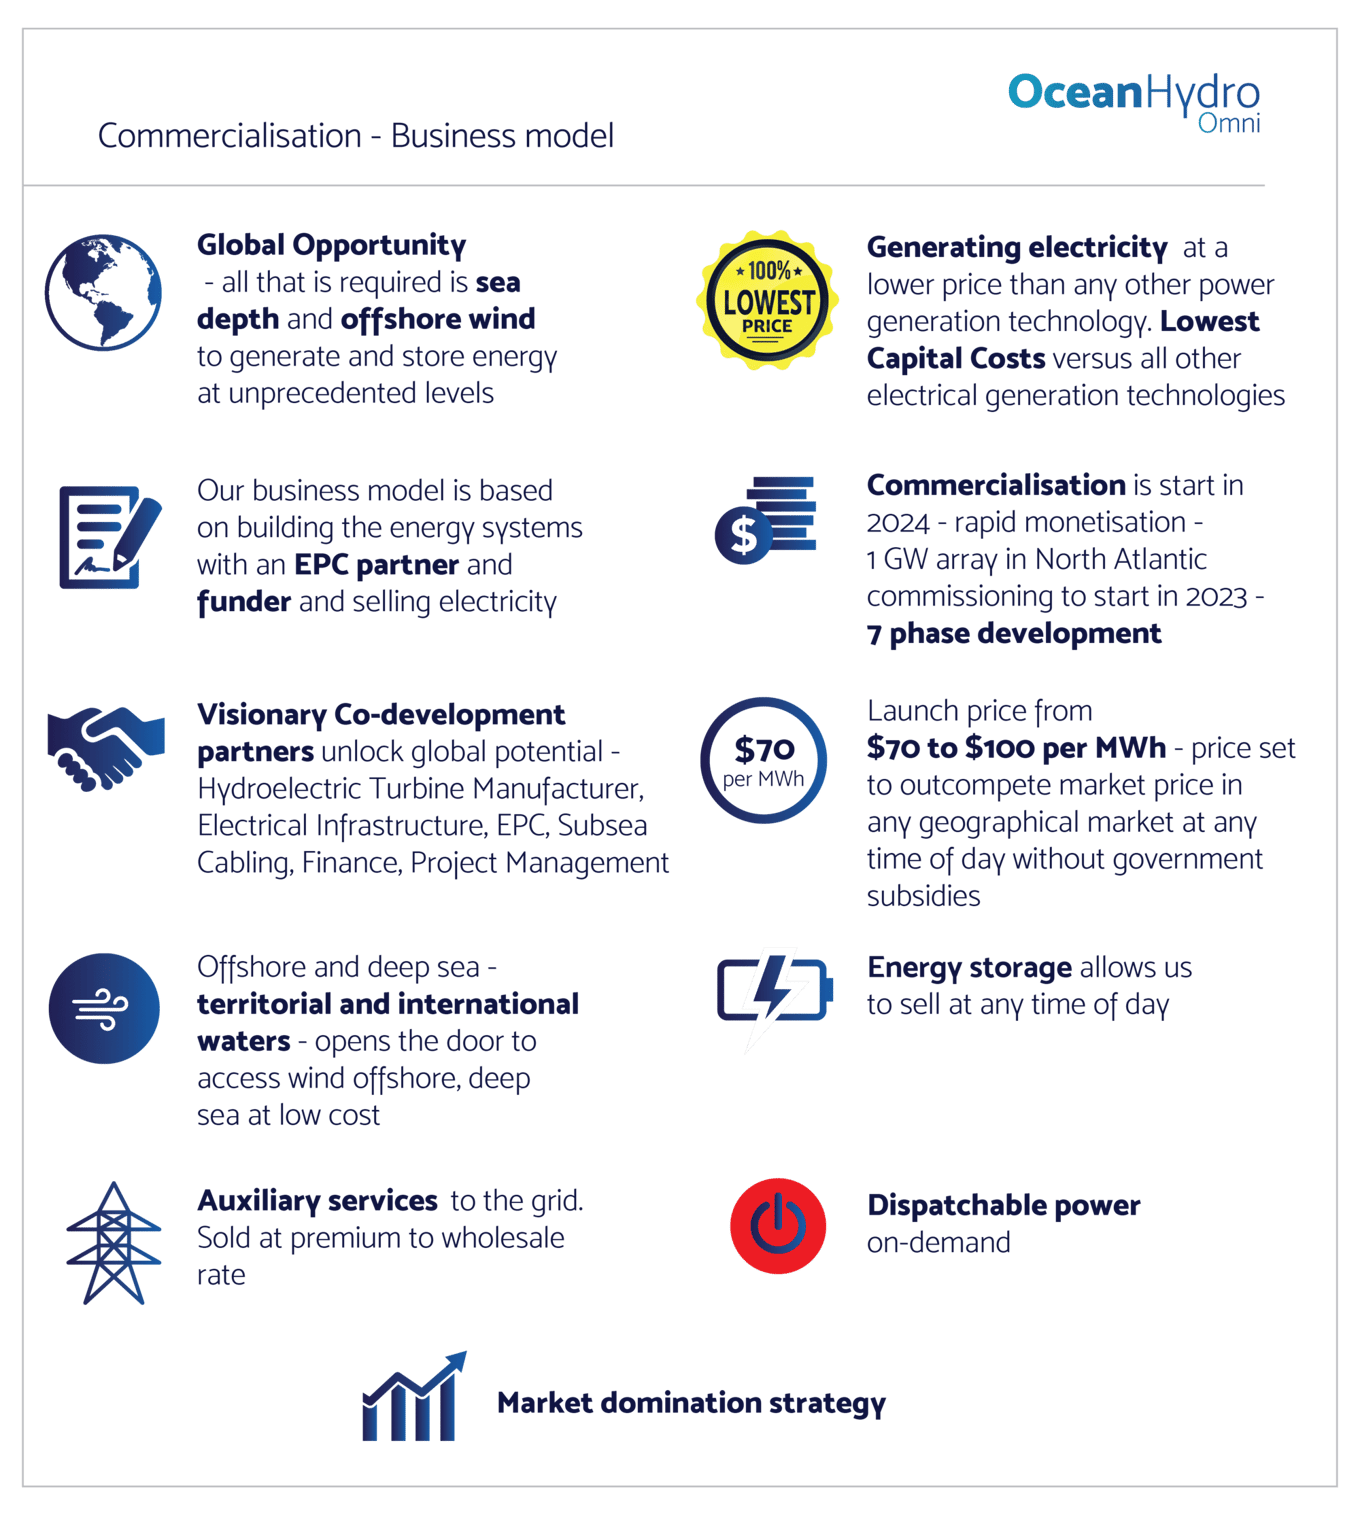 OceanHydro
Omni
Commercialisation - Business model
Global Opportunity
- all that is required is sea
depth and offshore wind
to generate and store energy
at unprecedented levels
100%
LOWEST
PRICE
Generating electricity at a
lower price than any other power
generation technology. Lowest
Capital Costs versus all other
electrical generation technologies
Our business model is based
on building the energy systems
with an EPC partner and
funder and selling electricity
$
Commercialisation is start in
2024 - rapid monetisation -
1 GW array in North Atlantic
commissioning to start in 2023 -
7 phase development
Visionary Co-development
partners unlock global potential -
Hydroelectric Turbine Manufacturer,
Electrical Infrastructure, EPC, Subsea
Cabling, Finance, Project Management
$70
per MWh
Launch price from
$70 to $100 per MWh - price set
to outcompete market price in
any geographical market at any
time of day without government
subsidies
Offshore and deep sea -
territorial and international
waters - opens the door to
access wind offshore, deep
sea at low cost
Energy storage allows us
to sell at any time of day
Auxiliary services to the grid.
Sold at premium to wholesale
rate
Dispatchable power
on-demand
Market domination strategy